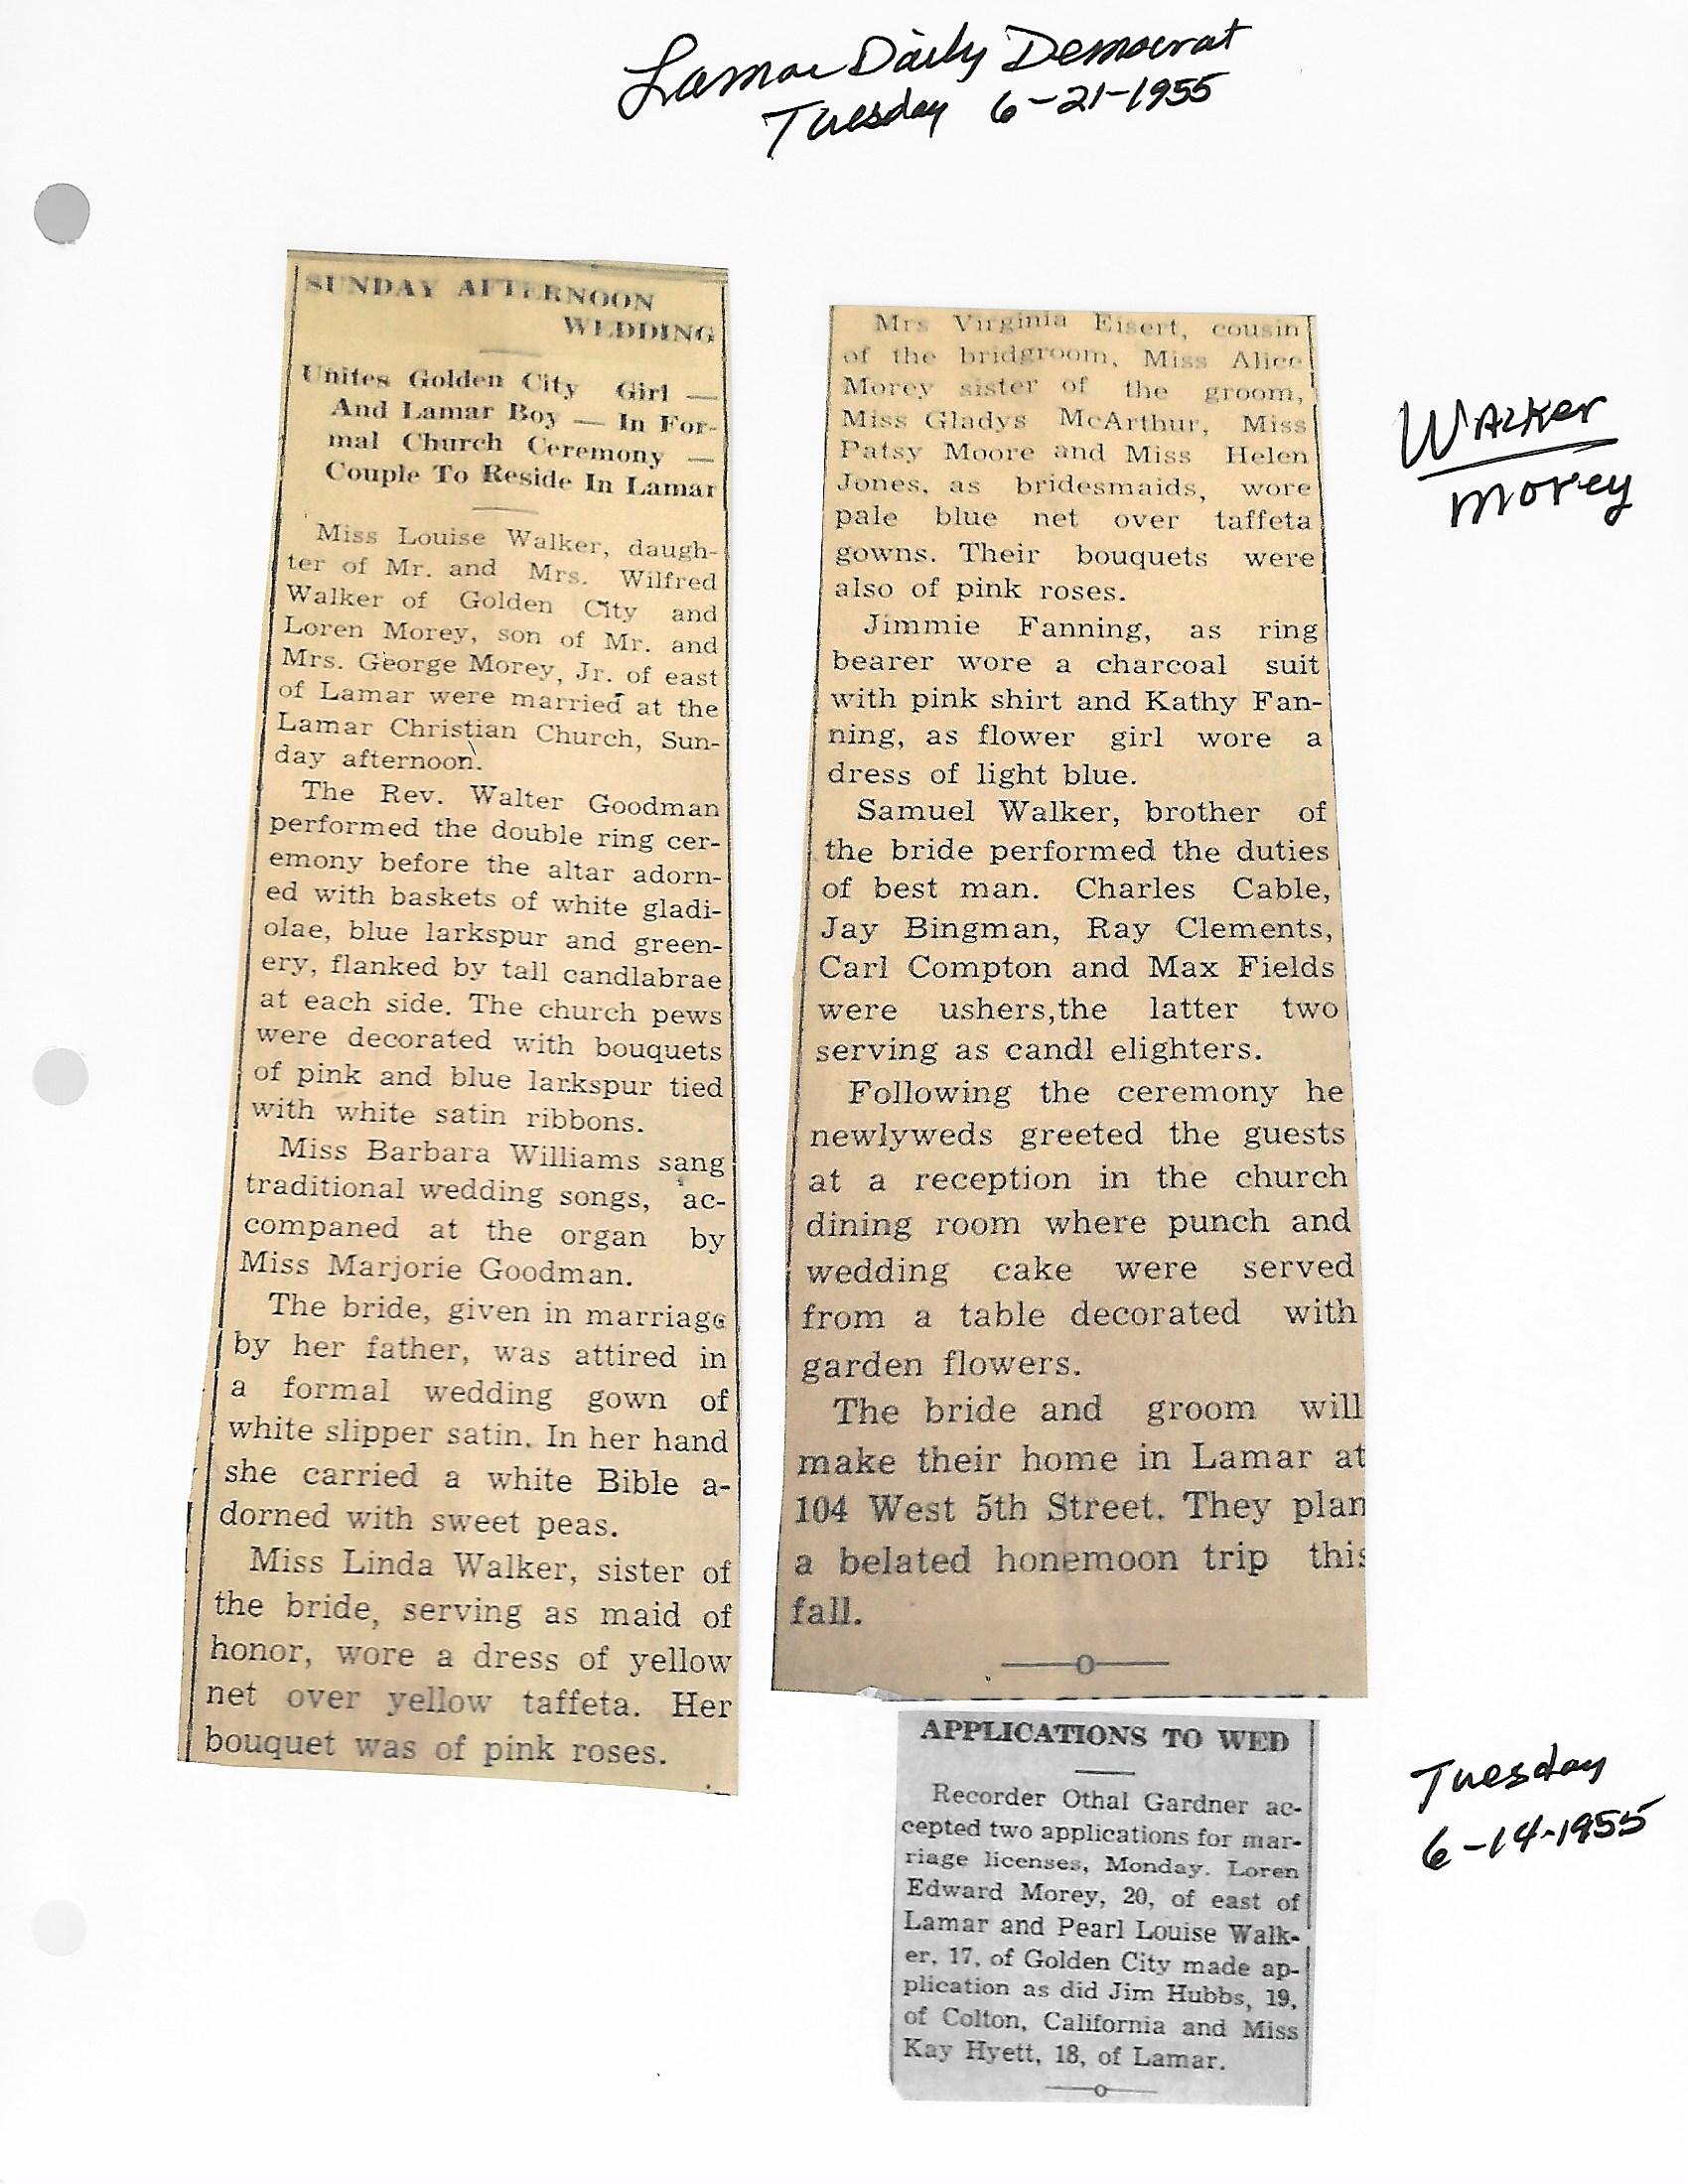 Lamar Daily Democrat
Tuesday 6-21-1955
SUNDAY AFTERNOON
WEDDING
Unites Golden City Girl —
And Lamar Boy — In For-
mal Church Ceremony —
Couple To Reside In Lamar
Miss Louise Walker, daugh-
ter of Mr. and Mrs. Wilfred
Walker of Golden City and
Loren Morey, son of Mr. and
Mrs. George Morey, Jr. of east
of Lamar were married at the
Lamar Christian Church, Sun-
day afternoon.
The Rev. Walter Goodman
performed the double ring cer-
emony before the altar adorn-
ed with baskets of white gladi-
olae, blue larkspur and green-
ery, flanked by tall candlabrae
at each side. The church pews
were decorated with bouquets
of pink and blue larkspur tied
with white satin ribbons.
Miss Barbara Williams sang
traditional wedding songs, ac-
companed at the organ by
Miss Marjorie Goodman.
The bride, given in marriage
by her father, was attired in
a formal wedding gown of
white slipper satin. In her hand
she carried a white Bible a-
dorned with sweet peas.
Miss Linda Walker, sister of
the bride, serving as maid of
honor, wore a dress of yellow
net over yellow taffeta. Her
bouquet was of pink roses.
Mrs Virginia Eisert, cousin
of the bridgroom, Miss Alice
Morey sister of the groom,
Miss Gladys McArthur, Miss
Patsy Moore and Miss Helen
Jones, as bridesmaids, wore
pale blue net over taffeta
gowns. Their bouquets were
also of pink roses.
Jimmie Fanning, as ring
bearer wore a charcoal suit
with pink shirt and Kathy Fan-
ning, as flower girl wore a
dress of light blue.
Samuel Walker, brother of
the bride performed the duties
of best man. Charles Cable,
Jay Bingman, Ray Clements,
Carl Compton and Max Fields
were ushers,the latter two
serving as candl elighters.
Following the ceremony he
newlyweds greeted the guests
at a reception in the church
dining room where punch and
wedding cake were served
from a table decorated with
garden flowers.
The bride and groom will
make their home in Lamar at
104 West 5th Street. They plan
a belated honemoon trip this
fall.
Walker
Morey
APPLICATIONS TO WED
Recorder Othal Gardner ac-
cepted two applications for mar-
riage licenses, Monday. Loren
Edward Morey, 20, of east of
Lamar and Pearl Louise Walk-
er, 17, of Golden City made ap-
plication as did Jim Hubbs, 19,
of Colton, California and Miss
Kay Hyett, 18, of Lamar.
Tuesday
6-14-1955